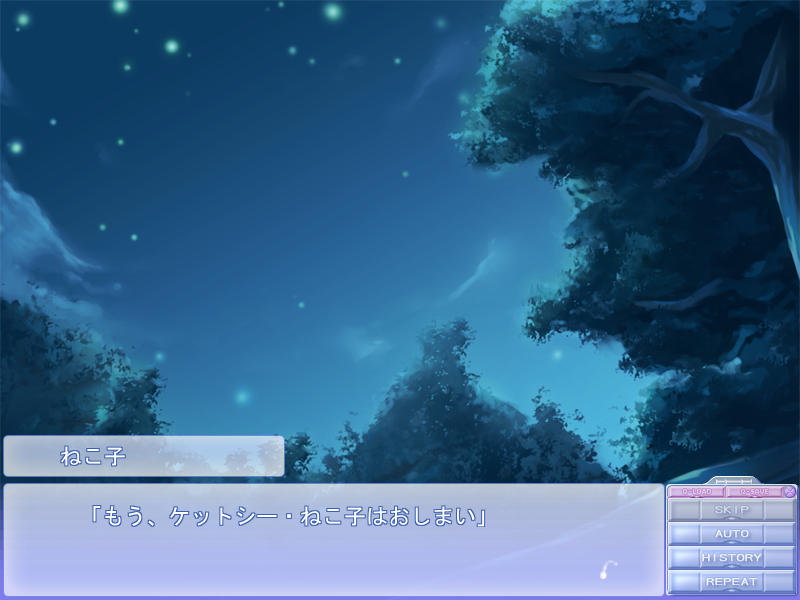 ねこ子
「もう、ケットシー・ねこ子はおしまい」
Q-LOAD
Q-SAVE
SKIP
AUTO
HISTORY
REPEAT